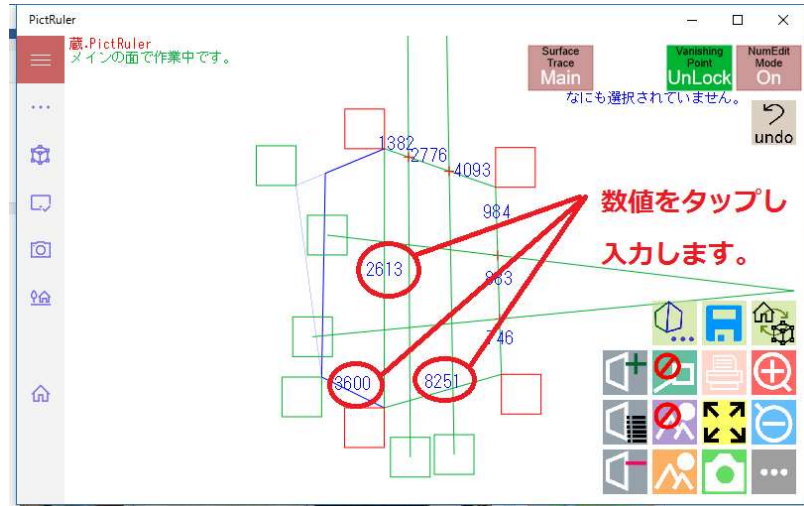 PictRuler
蔵.PictRuler
メインの面で作業中です。
Surface
Trace
Main
Vanishing
Point
UnLock
NumEdit
Mode
On
なにも選択されていません。
undo
1382
2776
4093
984
数値をタップし
入力します。
2613
863
746
3600
8251